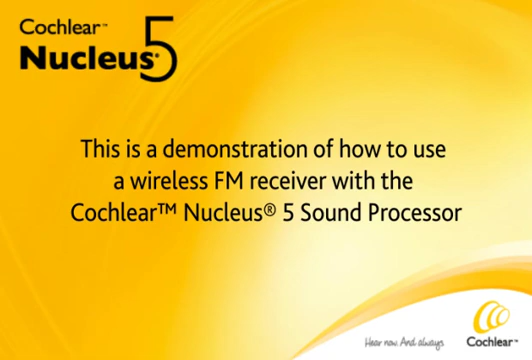 Cochlear™
Nucleus® 5
This is a demonstration of how to use
a wireless FM receiver with the
Cochlear™ Nucleus® 5 Sound Processor
Hear now. And always
Cochlear™